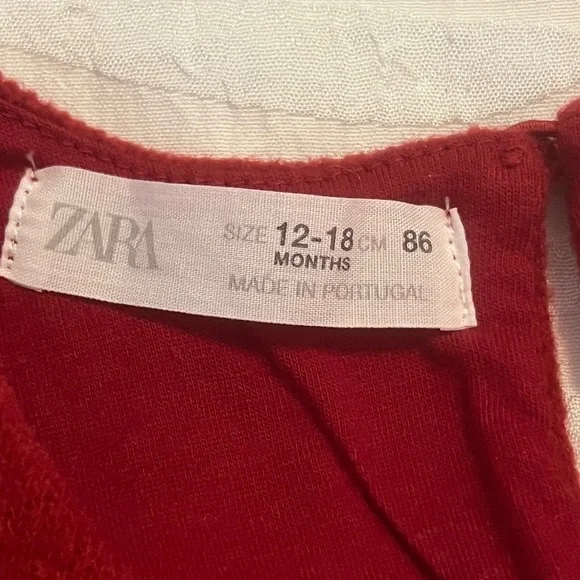 ZARA
SIZE 12-18 CM 86
MONTHS
MADE IN PORTUGAL